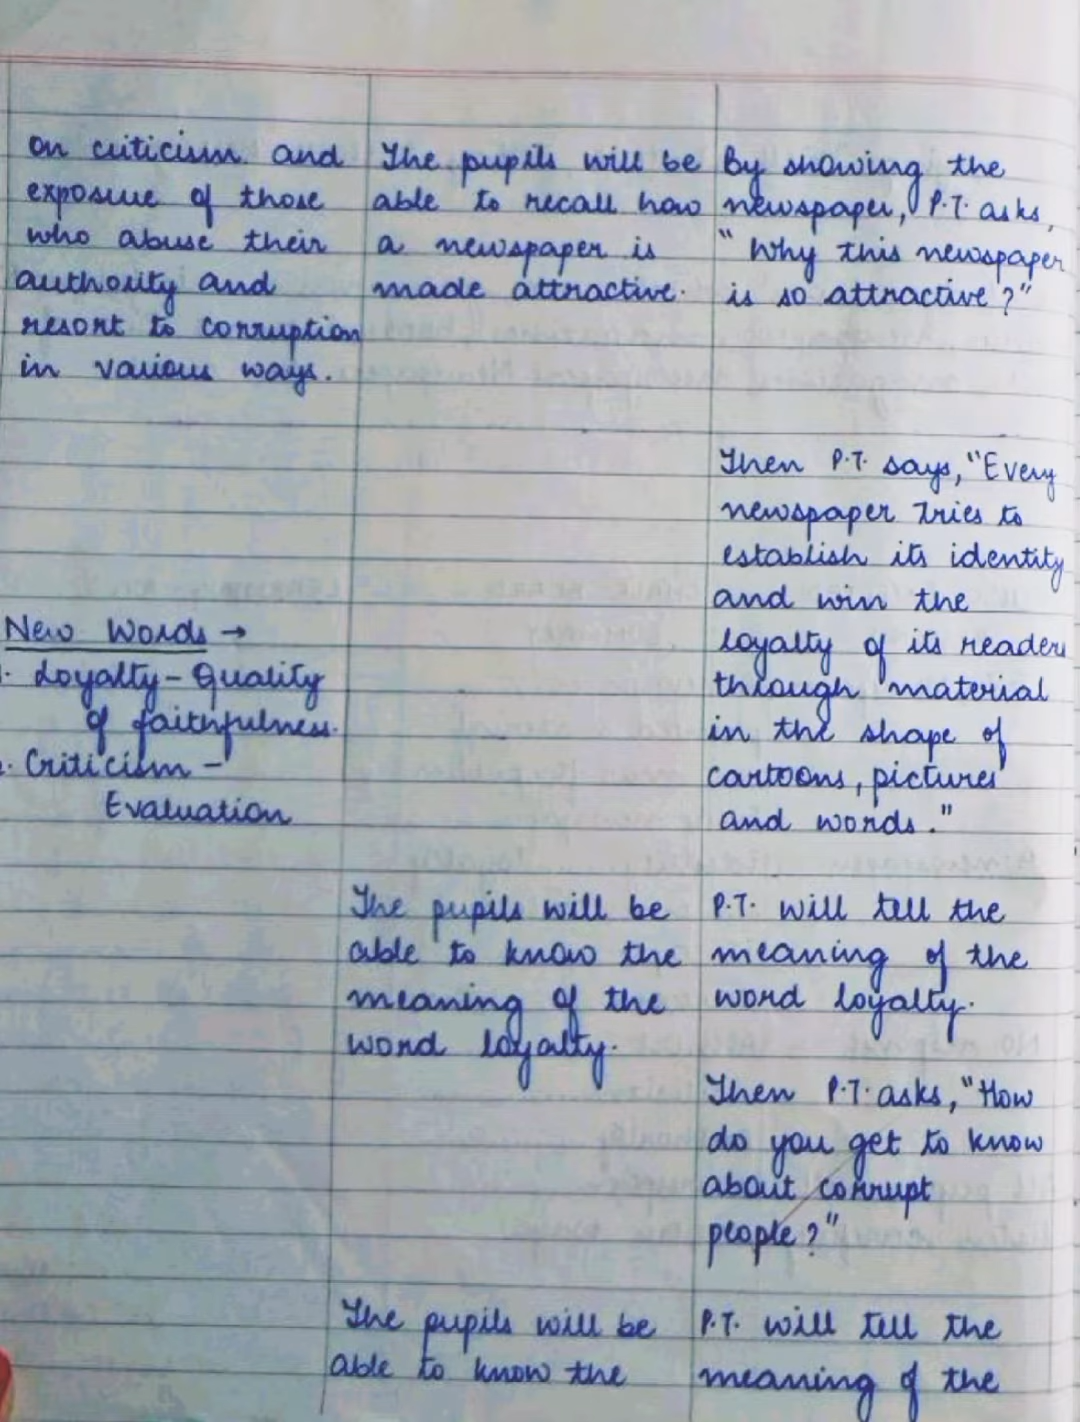 on criticism and
exposure of those
who abuse their
authority and
resort to corruption
in various ways.
New Words →
Loyalty - Quality
of faithfulness.
Criticism -
Evaluation
The pupils will be
able to recall how
a newspaper is
made attractive.
The pupils will be
able to know the
meaning of the
word loyalty.
The pupils will be
able to know the
By showing the
newspaper, P.T. asks,
"Why this newspaper
is so attractive?"
Then P.T. says, "Every
newspaper tries to
establish its identity
and win the
loyalty of its readers
through material
in the shape of
cartoons, pictures
and words."
P.T. will tell the
meaning of the
word loyalty.
Then P.T. asks, "How
do you get to know
about corrupt
people?"
P.T. will tell the
meaning of the